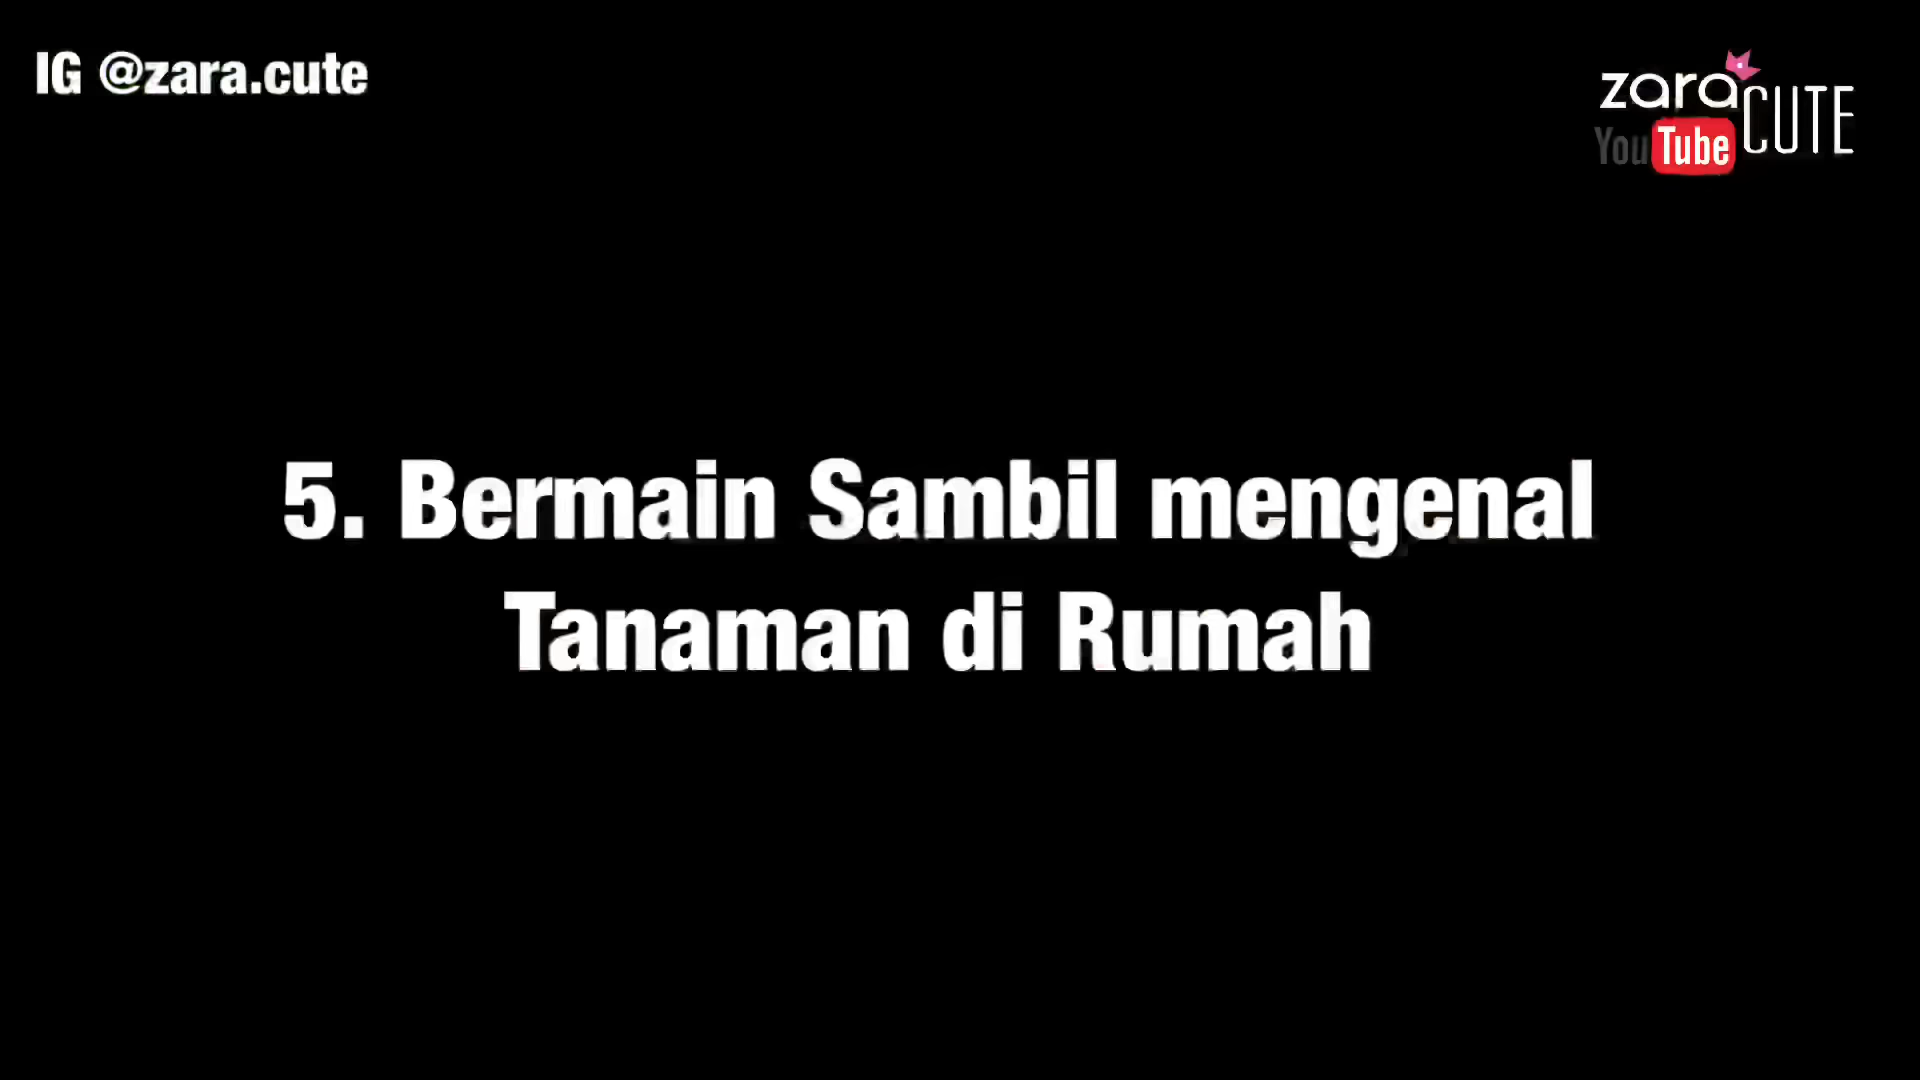 IG @zara.cute
zara CUTE
YouTube
5. Bermain Sambil mengenal
Tanaman di Rumah